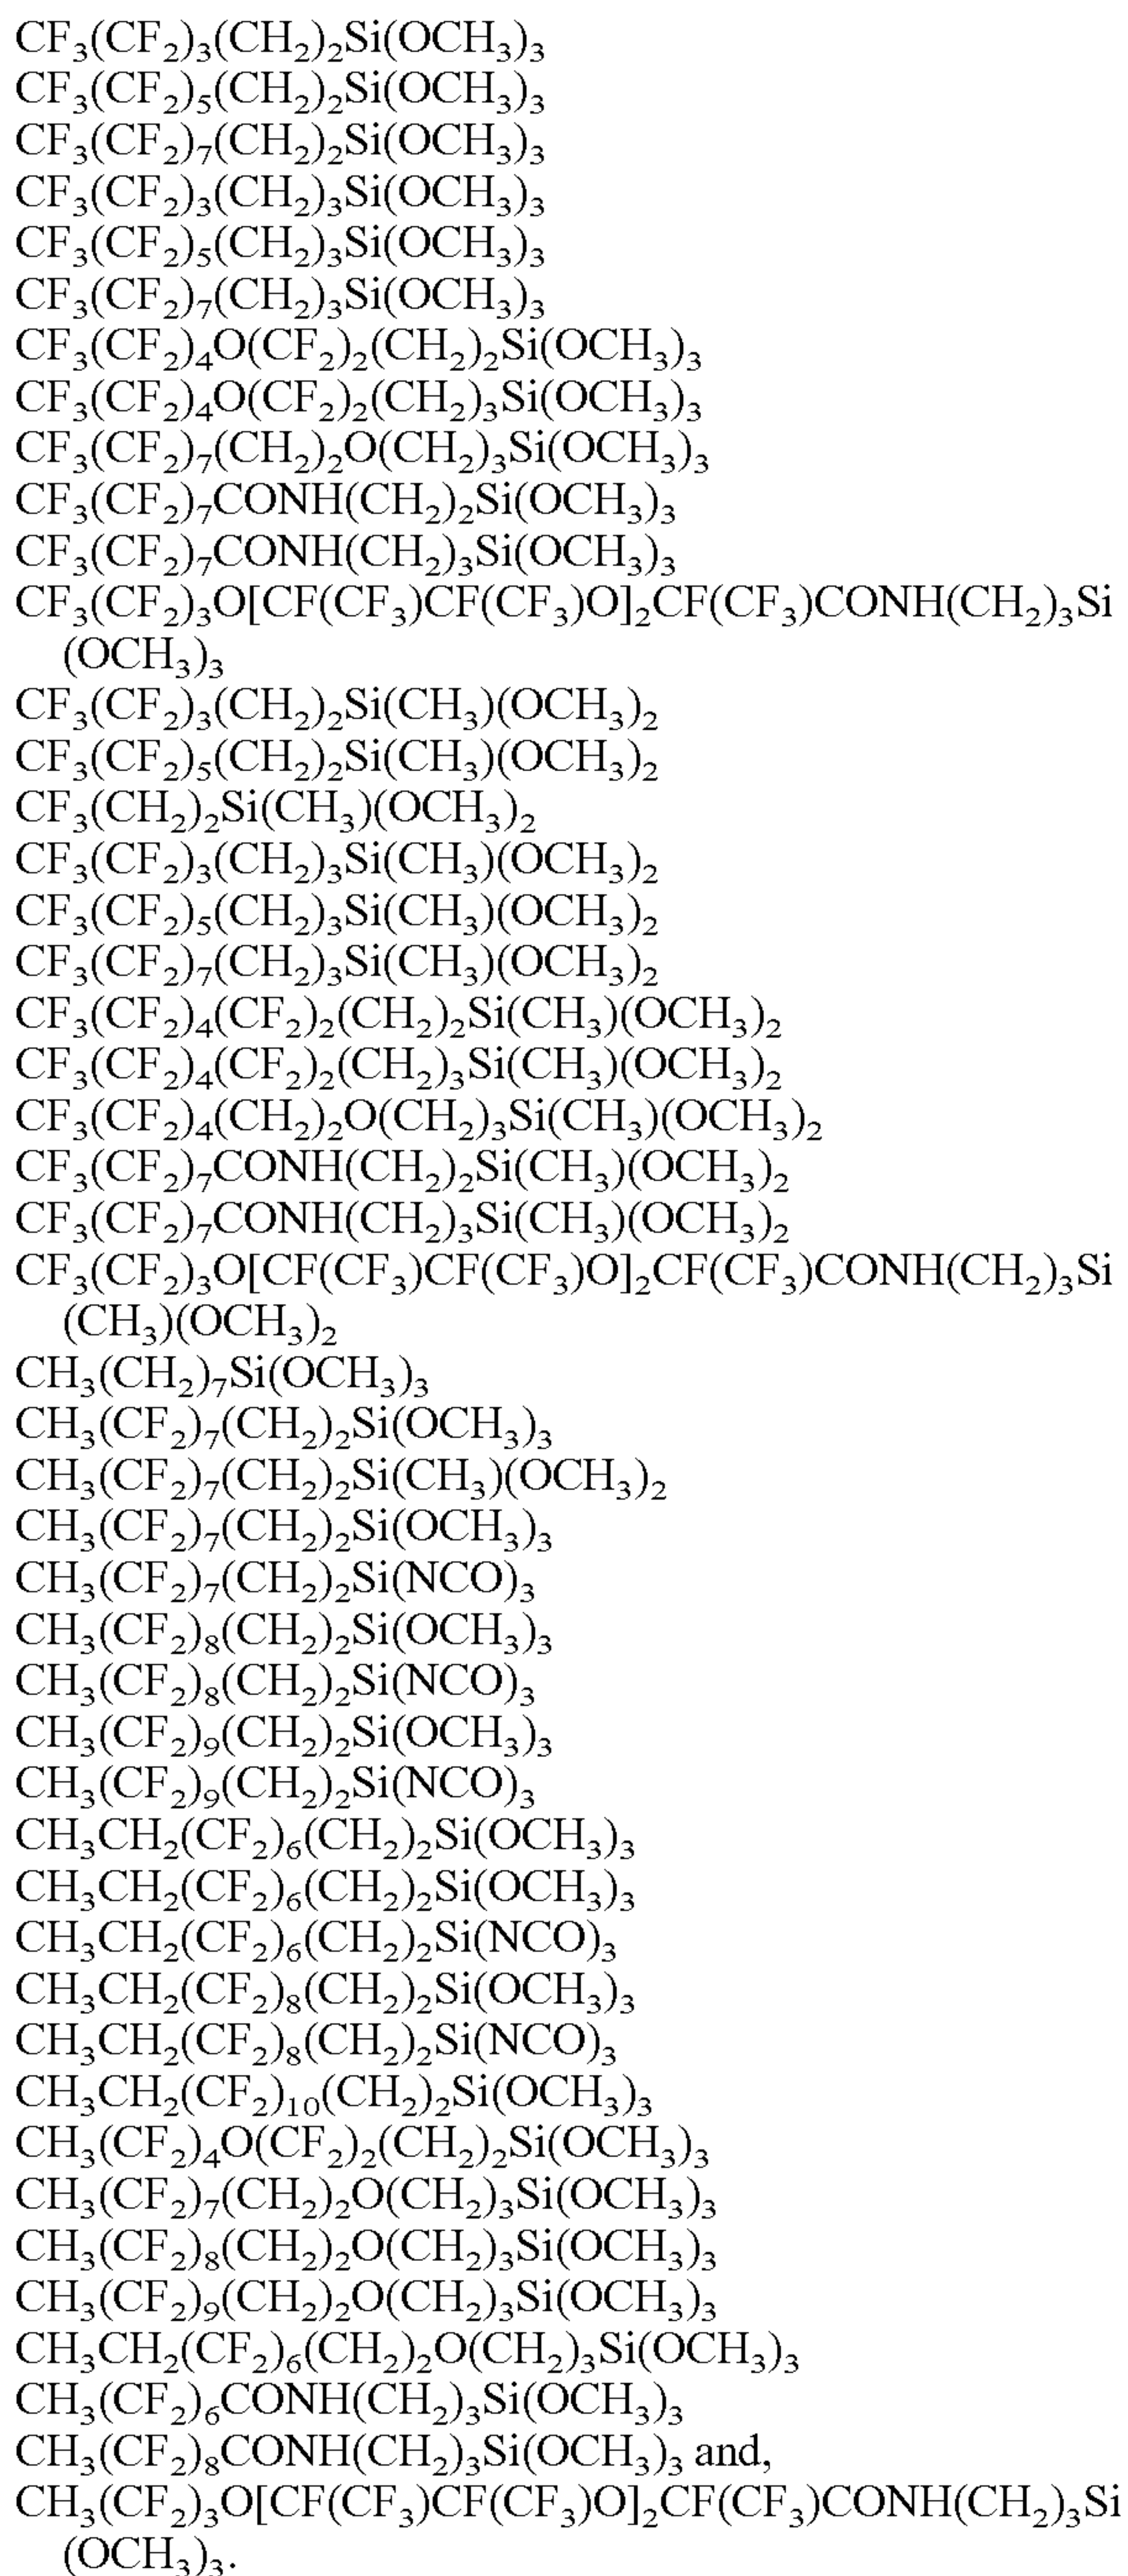 CF₃(CF₂)₃(CH₂)₂Si(OCH₃)₃
CF₃(CF₂)₅(CH₂)₂Si(OCH₃)₃
CF₃(CF₂)₇(CH₂)₂Si(OCH₃)₃
CF₃(CF₂)₃(CH₂)₃Si(OCH₃)₃
CF₃(CF₂)₅(CH₂)₃Si(OCH₃)₃
CF₃(CF₂)₇(CH₂)₃Si(OCH₃)₃
CF₃(CF₂)₄O(CF₂)₂(CH₂)₂Si(OCH₃)₃
CF₃(CF₂)₄O(CF₂)₂(CH₂)₃Si(OCH₃)₃
CF₃(CF₂)₇(CH₂)₂O(CH₂)₃Si(OCH₃)₃
CF₃(CF₂)₇CONH(CH₂)₂Si(OCH₃)₃
CF₃(CF₂)₇CONH(CH₂)₃Si(OCH₃)₃
CF₃(CF₂)₃O[CF(CF₃)CF(CF₃)O]₂CF(CF₃)CONH(CH₂)₃Si
(OCH₃)₃
CF₃(CF₂)₃(CH₂)₂Si(CH₃)(OCH₃)₂
CF₃(CF₂)₅(CH₂)₂Si(CH₃)(OCH₃)₂
CF₃(CH₂)₂Si(CH₃)(OCH₃)₂
CF₃(CF₂)₃(CH₂)₃Si(CH₃)(OCH₃)₂
CF₃(CF₂)₅(CH₂)₃Si(CH₃)(OCH₃)₂
CF₃(CF₂)₇(CH₂)₃Si(CH₃)(OCH₃)₂
CF₃(CF₂)₄(CF₂)₂(CH₂)₂Si(CH₃)(OCH₃)₂
CF₃(CF₂)₄(CF₂)₂(CH₂)₃Si(CH₃)(OCH₃)₂
CF₃(CF₂)₄(CH₂)₂O(CH₂)₃Si(CH₃)(OCH₃)₂
CF₃(CF₂)₇CONH(CH₂)₂Si(CH₃)(OCH₃)₂
CF₃(CF₂)₇CONH(CH₂)₃Si(CH₃)(OCH₃)₂
CF₃(CF₂)₃O[CF(CF₃)CF(CF₃)O]₂CF(CF₃)CONH(CH₂)₃Si
(CH₃)(OCH₃)₂
CH₃(CH₂)₇Si(OCH₃)₃
CH₃(CF₂)₇(CH₂)₂Si(OCH₃)₃
CH₃(CF₂)₇(CH₂)₂Si(CH₃)(OCH₃)₂
CH₃(CF₂)₇(CH₂)₂Si(OCH₃)₃
CH₃(CF₂)₇(CH₂)₂Si(NCO)₃
CH₃(CF₂)₈(CH₂)₂Si(OCH₃)₃
CH₃(CF₂)₈(CH₂)₂Si(NCO)₃
CH₃(CF₂)₉(CH₂)₂Si(OCH₃)₃
CH₃(CF₂)₉(CH₂)₂Si(NCO)₃
CH₃CH₂(CF₂)₆(CH₂)₂Si(OCH₃)₃
CH₃CH₂(CF₂)₆(CH₂)₂Si(OCH₃)₃
CH₃CH₂(CF₂)₆(CH₂)₂Si(NCO)₃
CH₃CH₂(CF₂)₈(CH₂)₂Si(OCH₃)₃
CH₃CH₂(CF₂)₈(CH₂)₂Si(NCO)₃
CH₃CH₂(CF₂)₁₀(CH₂)₂Si(OCH₃)₃
CH₃(CF₂)₄O(CF₂)₂(CH₂)₂Si(OCH₃)₃
CH₃(CF₂)₇(CH₂)₂O(CH₂)₃Si(OCH₃)₃
CH₃(CF₂)₈(CH₂)₂O(CH₂)₃Si(OCH₃)₃
CH₃(CF₂)₉(CH₂)₂O(CH₂)₃Si(OCH₃)₃
CH₃CH₂(CF₂)₆(CH₂)₂O(CH₂)₃Si(OCH₃)₃
CH₃(CF₂)₆CONH(CH₂)₃Si(OCH₃)₃
CH₃(CF₂)₈CONH(CH₂)₃Si(OCH₃)₃ and,
CH₃(CF₂)₃O[CF(CF₃)CF(CF₃)O]₂CF(CF₃)CONH(CH₂)₃Si
(OCH₃)₃.